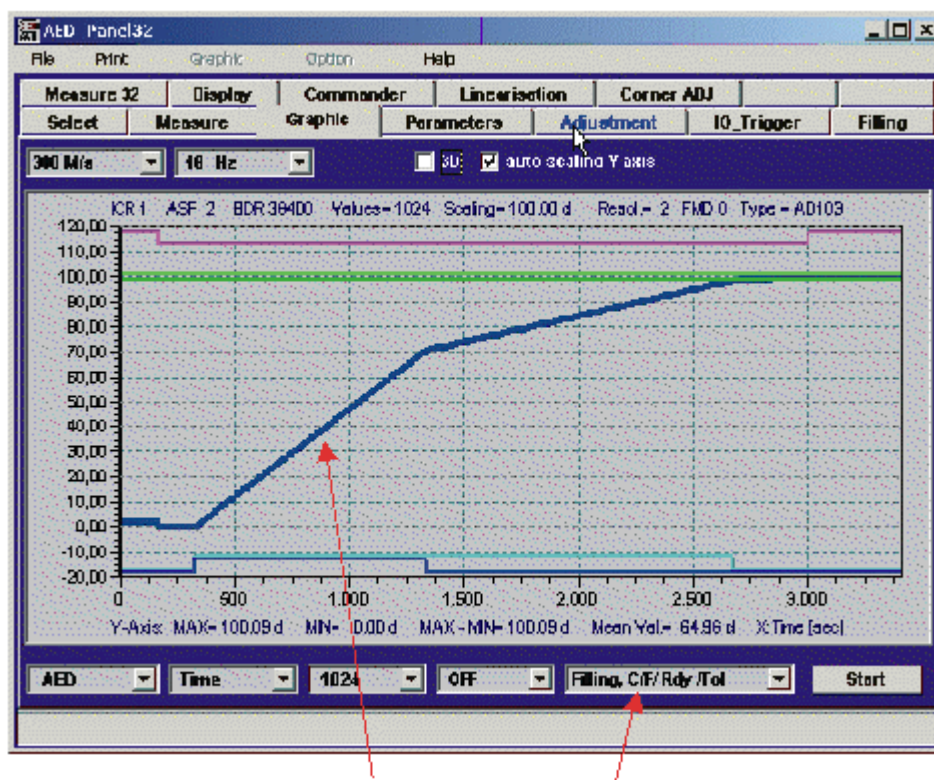 AED Panel32
File Print Graphic Option Help
Measure 32 Display Commander Linearisation Corner ADJ
Select Measure Graphic Parameters Adjustment IO_Trigger Filling
300 M/s 16 Hz 3D auto scaling Y axis
ICR 1 ASF 2 BDR 38400 Values= 1024 Scaling= 100.00 d Resol.= 2 FMD 0 Type = AD103
120,00
110,00
100,00
90,00
80,00
70,00
60,00
50,00
40,00
30,00
20,00
10,00
0,00
-10,00
-20,00
0 500 1.000 1.500 2.000 2.500 3.000
Y-Axis: MAX= 100.09 d MIN= 0.00 d MAX - MIN= 100.09 d Mean Val.= 64.96 d X:Time [sec]
AED Time 1024 OFF Filling, C/F/ Rdy /Tol Start